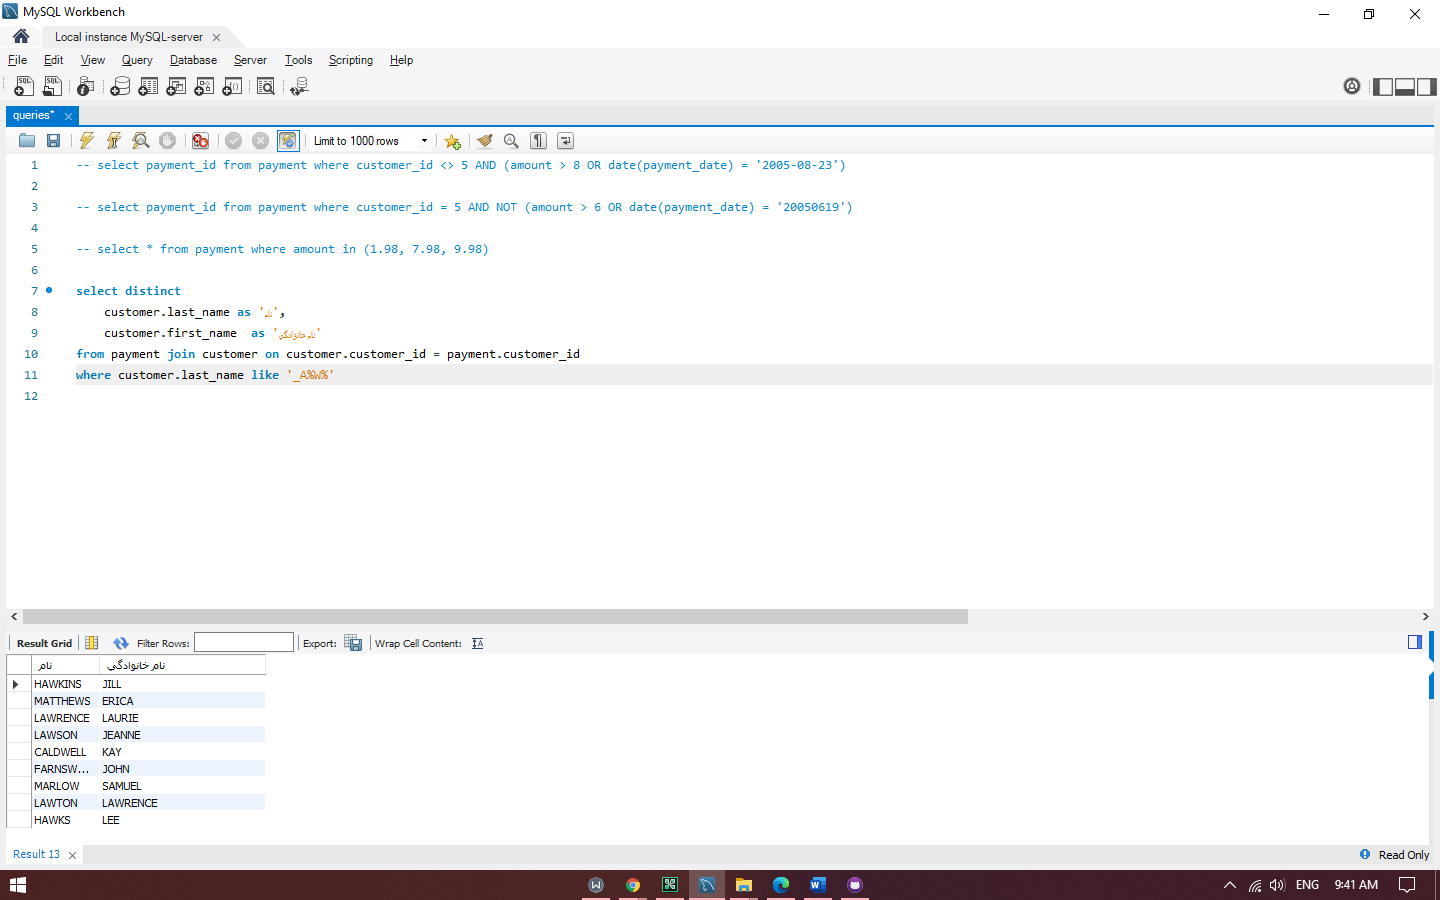 MySQL Workbench
Local instance MySQL-server
File Edit View Query Database Server Tools Scripting Help
queries*
Limit to 1000 rows
1 -- select payment_id from payment where customer_id <> 5 AND (amount > 8 OR date(payment_date) = '2005-08-23')
2
3 -- select payment_id from payment where customer_id = 5 AND NOT (amount > 6 OR date(payment_date) = '20050619')
4
5 -- select * from payment where amount in (1.98, 7.98, 9.98)
6
7 select distinct
8 customer.last_name as 'نام',
9 customer.first_name as 'نام خانوادگي'
10 from payment join customer on customer.customer_id = payment.customer_id
11 where customer.last_name like '_A%W%'
12
Result Grid Filter Rows: Export: Wrap Cell Content:
نام نام خانوادگي
HAWKINS JILL
MATTHEWS ERICA
LAWRENCE LAURIE
LAWSON JEANNE
CALDWELL KAY
FARNSW... JOHN
MARLOW SAMUEL
LAWTON LAWRENCE
HAWKS LEE
Result 13 Read Only
ENG 9:41 AM